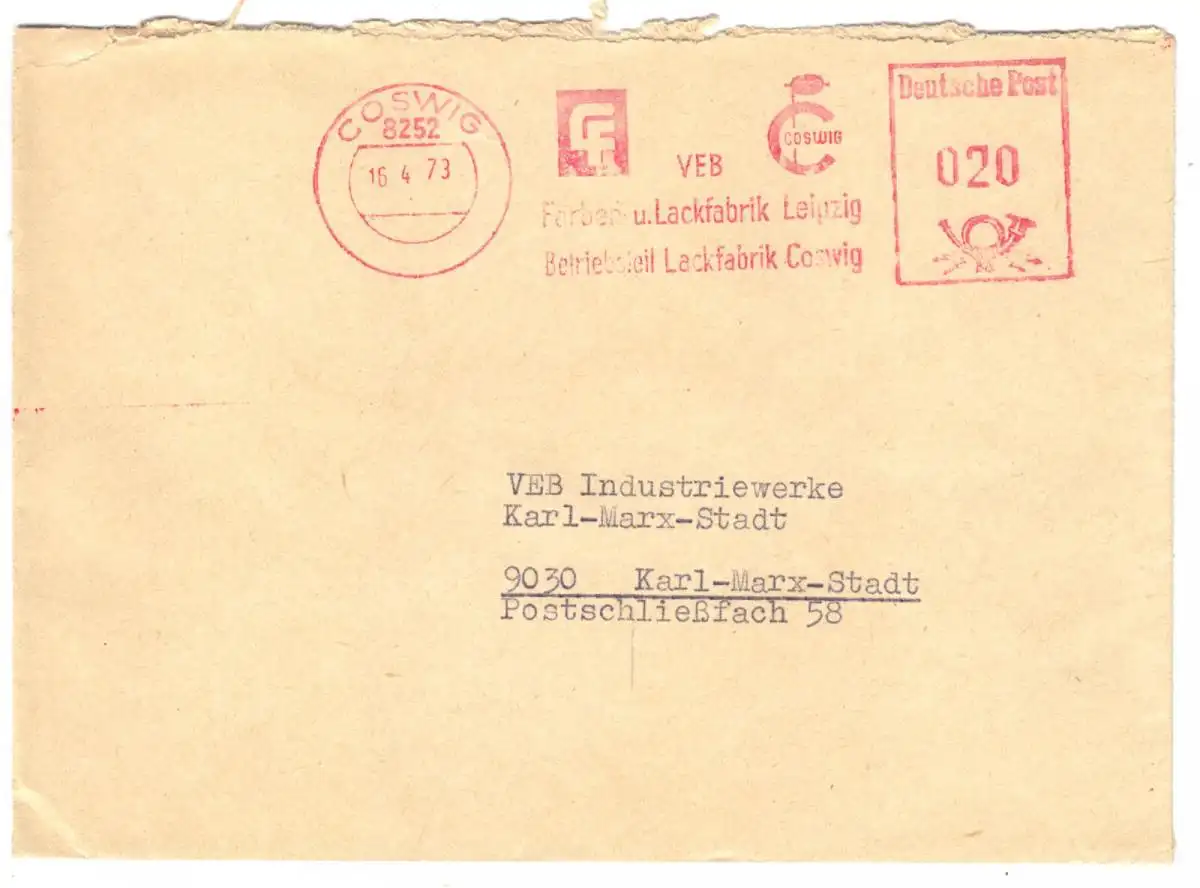 COSWIG
8252
16 4 73
VEB
COSWIG
Farben u. Lackfabrik Leipzig
Betriebsteil Lackfabrik Coswig
Deutsche Post
020
VEB Industriewerke
Karl-Marx-Stadt
9030 Karl-Marx-Stadt
Postschließfach 58